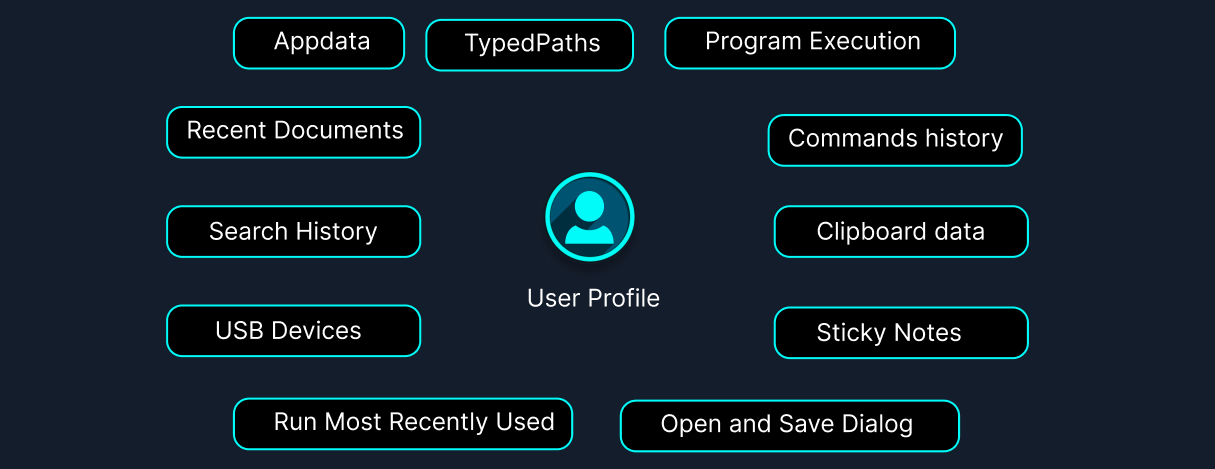 Appdata
TypedPaths
Program Execution
Recent Documents
Commands history
Search History
Clipboard data
User Profile
USB Devices
Sticky Notes
Run Most Recently Used
Open and Save Dialog